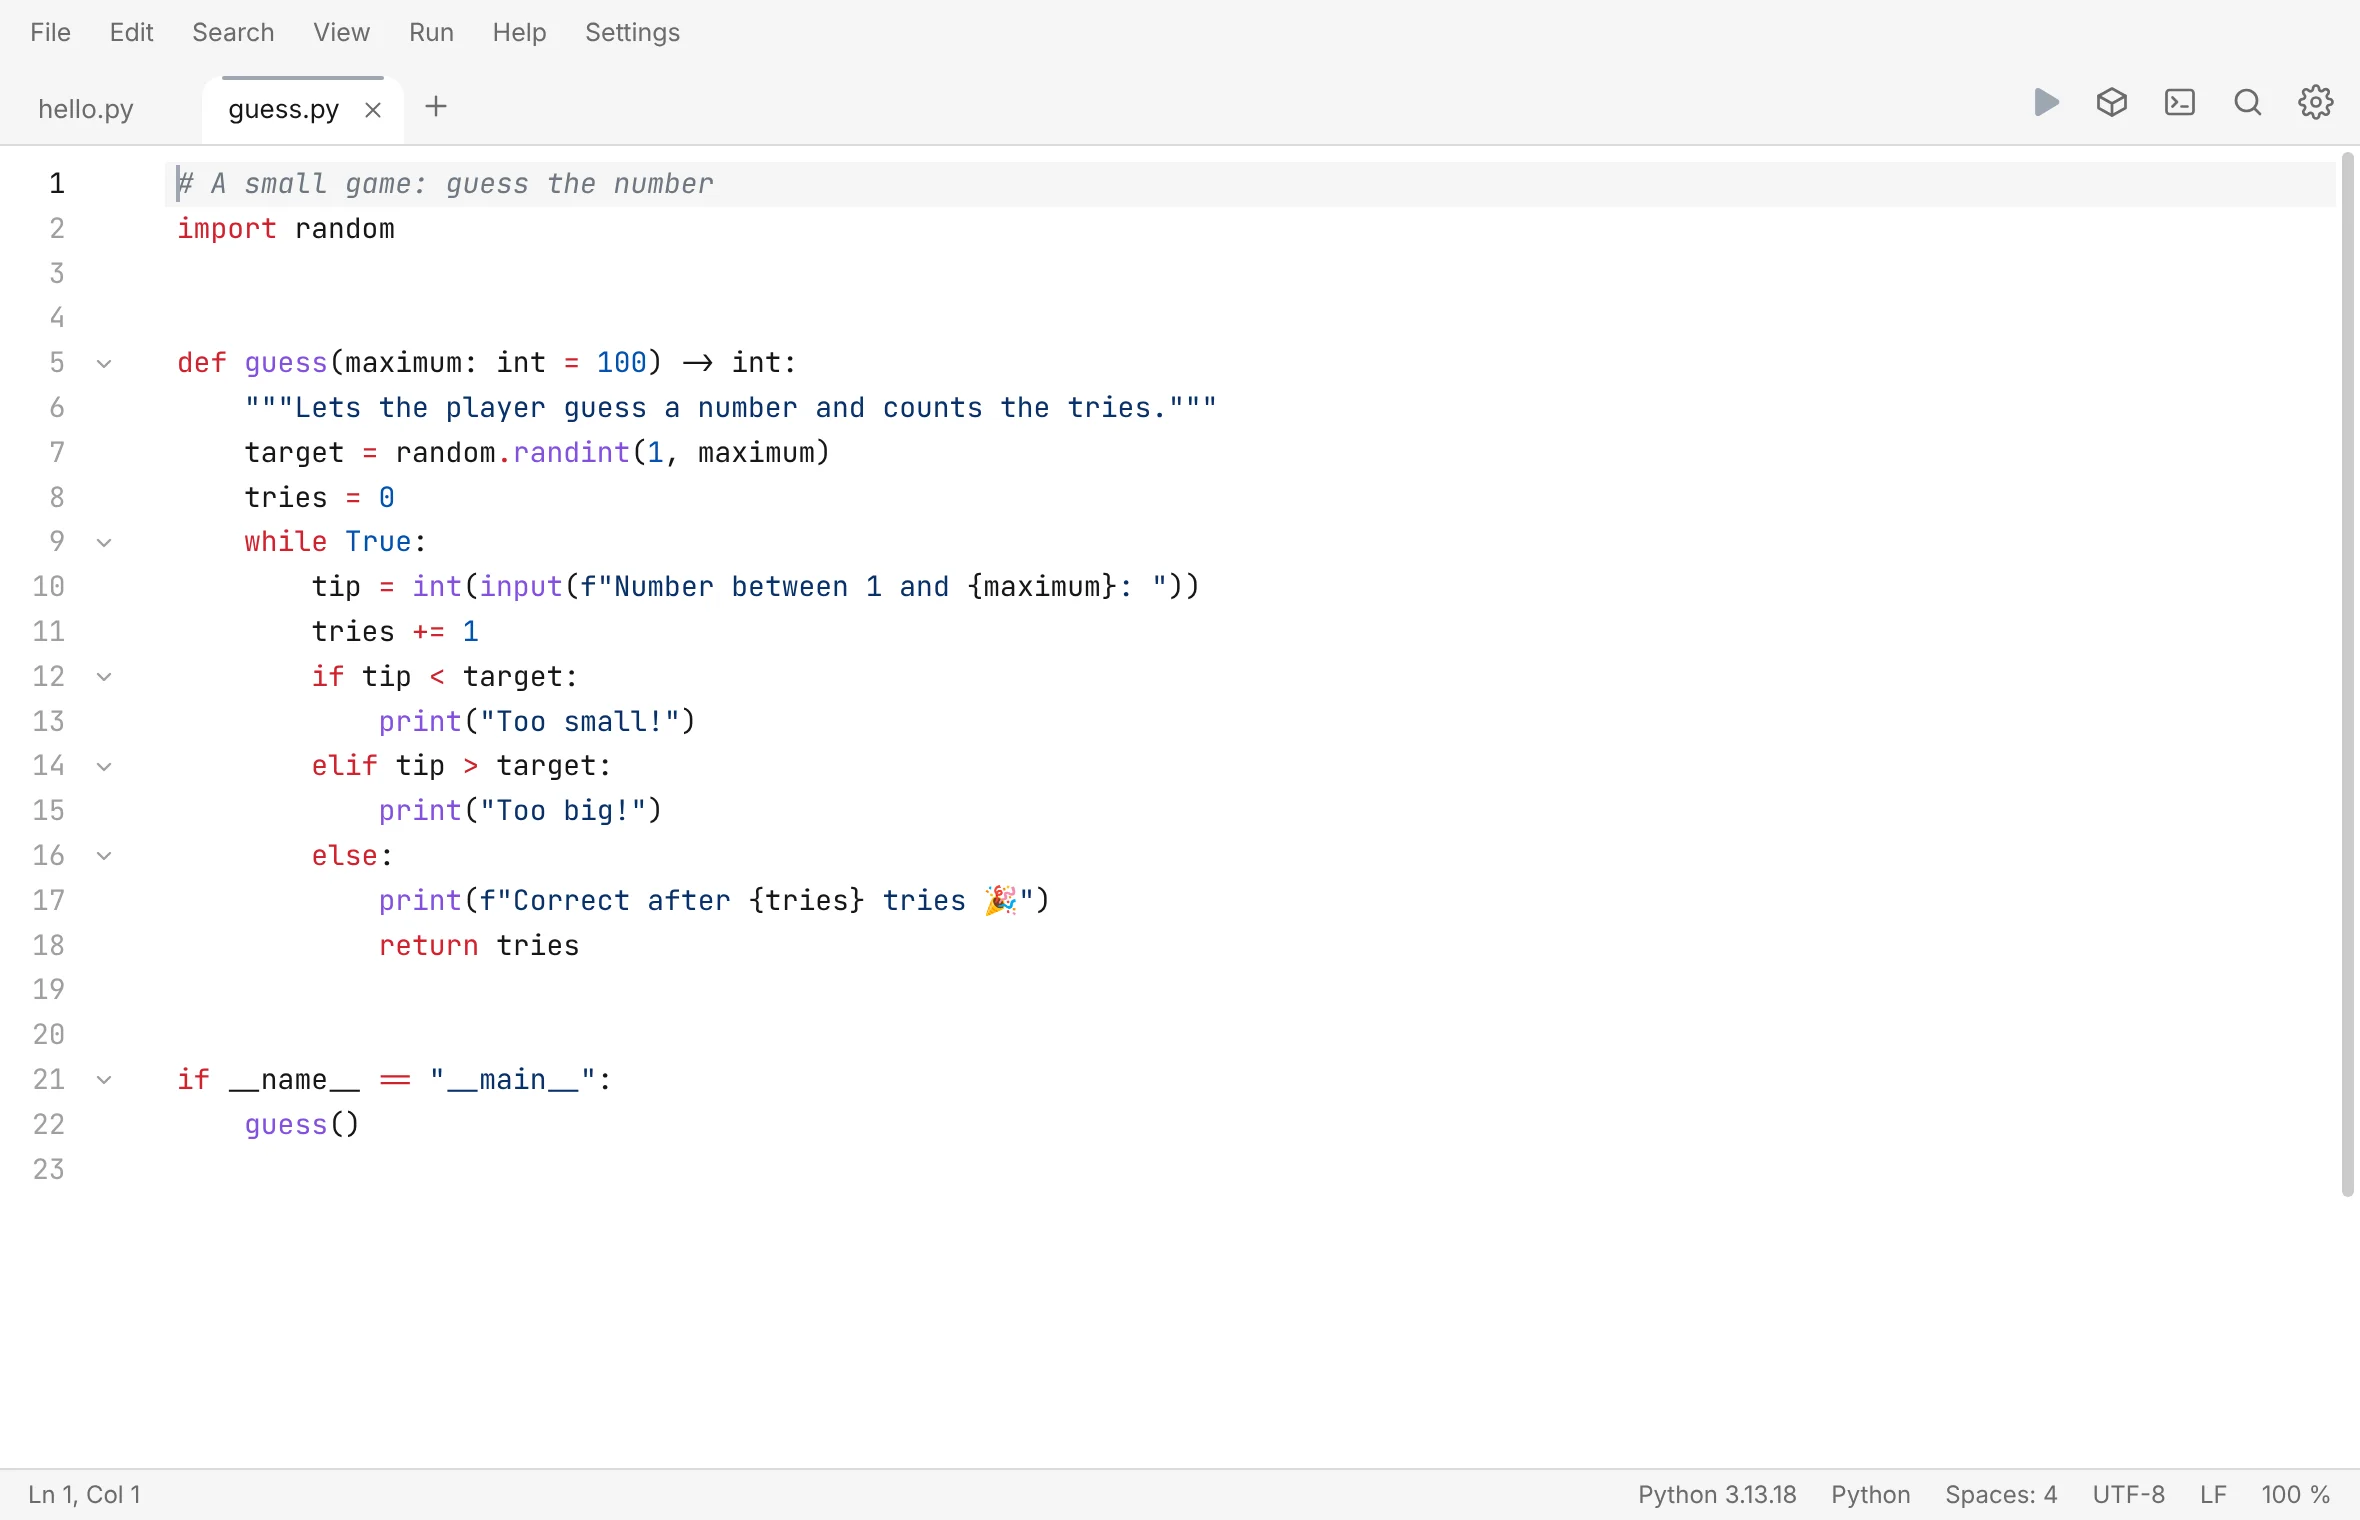 File Edit Search View Run Help Settings
hello.py guess.py
1 # A small game: guess the number
2 import random
3
4
5 def guess(maximum: int = 100) -> int:
6     """Lets the player guess a number and counts the tries."""
7     target = random.randint(1, maximum)
8     tries = 0
9     while True:
10         tip = int(input(f"Number between 1 and {maximum}: "))
11         tries += 1
12         if tip < target:
13             print("Too small!")
14         elif tip > target:
15             print("Too big!")
16         else:
17             print(f"Correct after {tries} tries 🎉")
18             return tries
19
20
21 if __name__ == "__main__":
22     guess()
23
Ln 1, Col 1 Python 3.13.18 Python Spaces: 4 UTF-8 LF 100 %